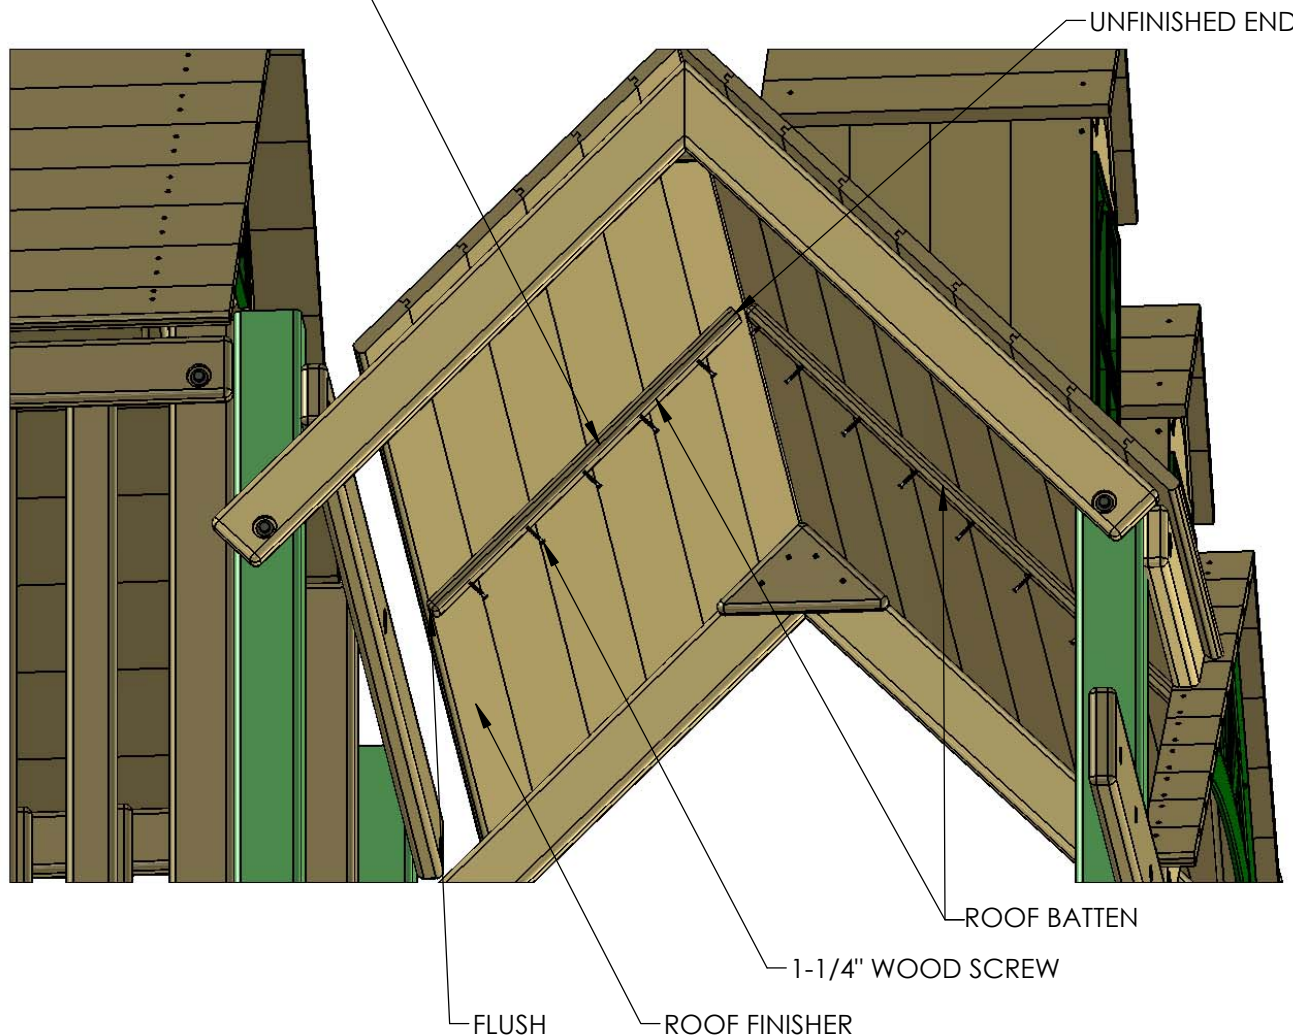 UNFINISHED END
ROOF BATTEN
1-1/4" WOOD SCREW
FLUSH
ROOF FINISHER